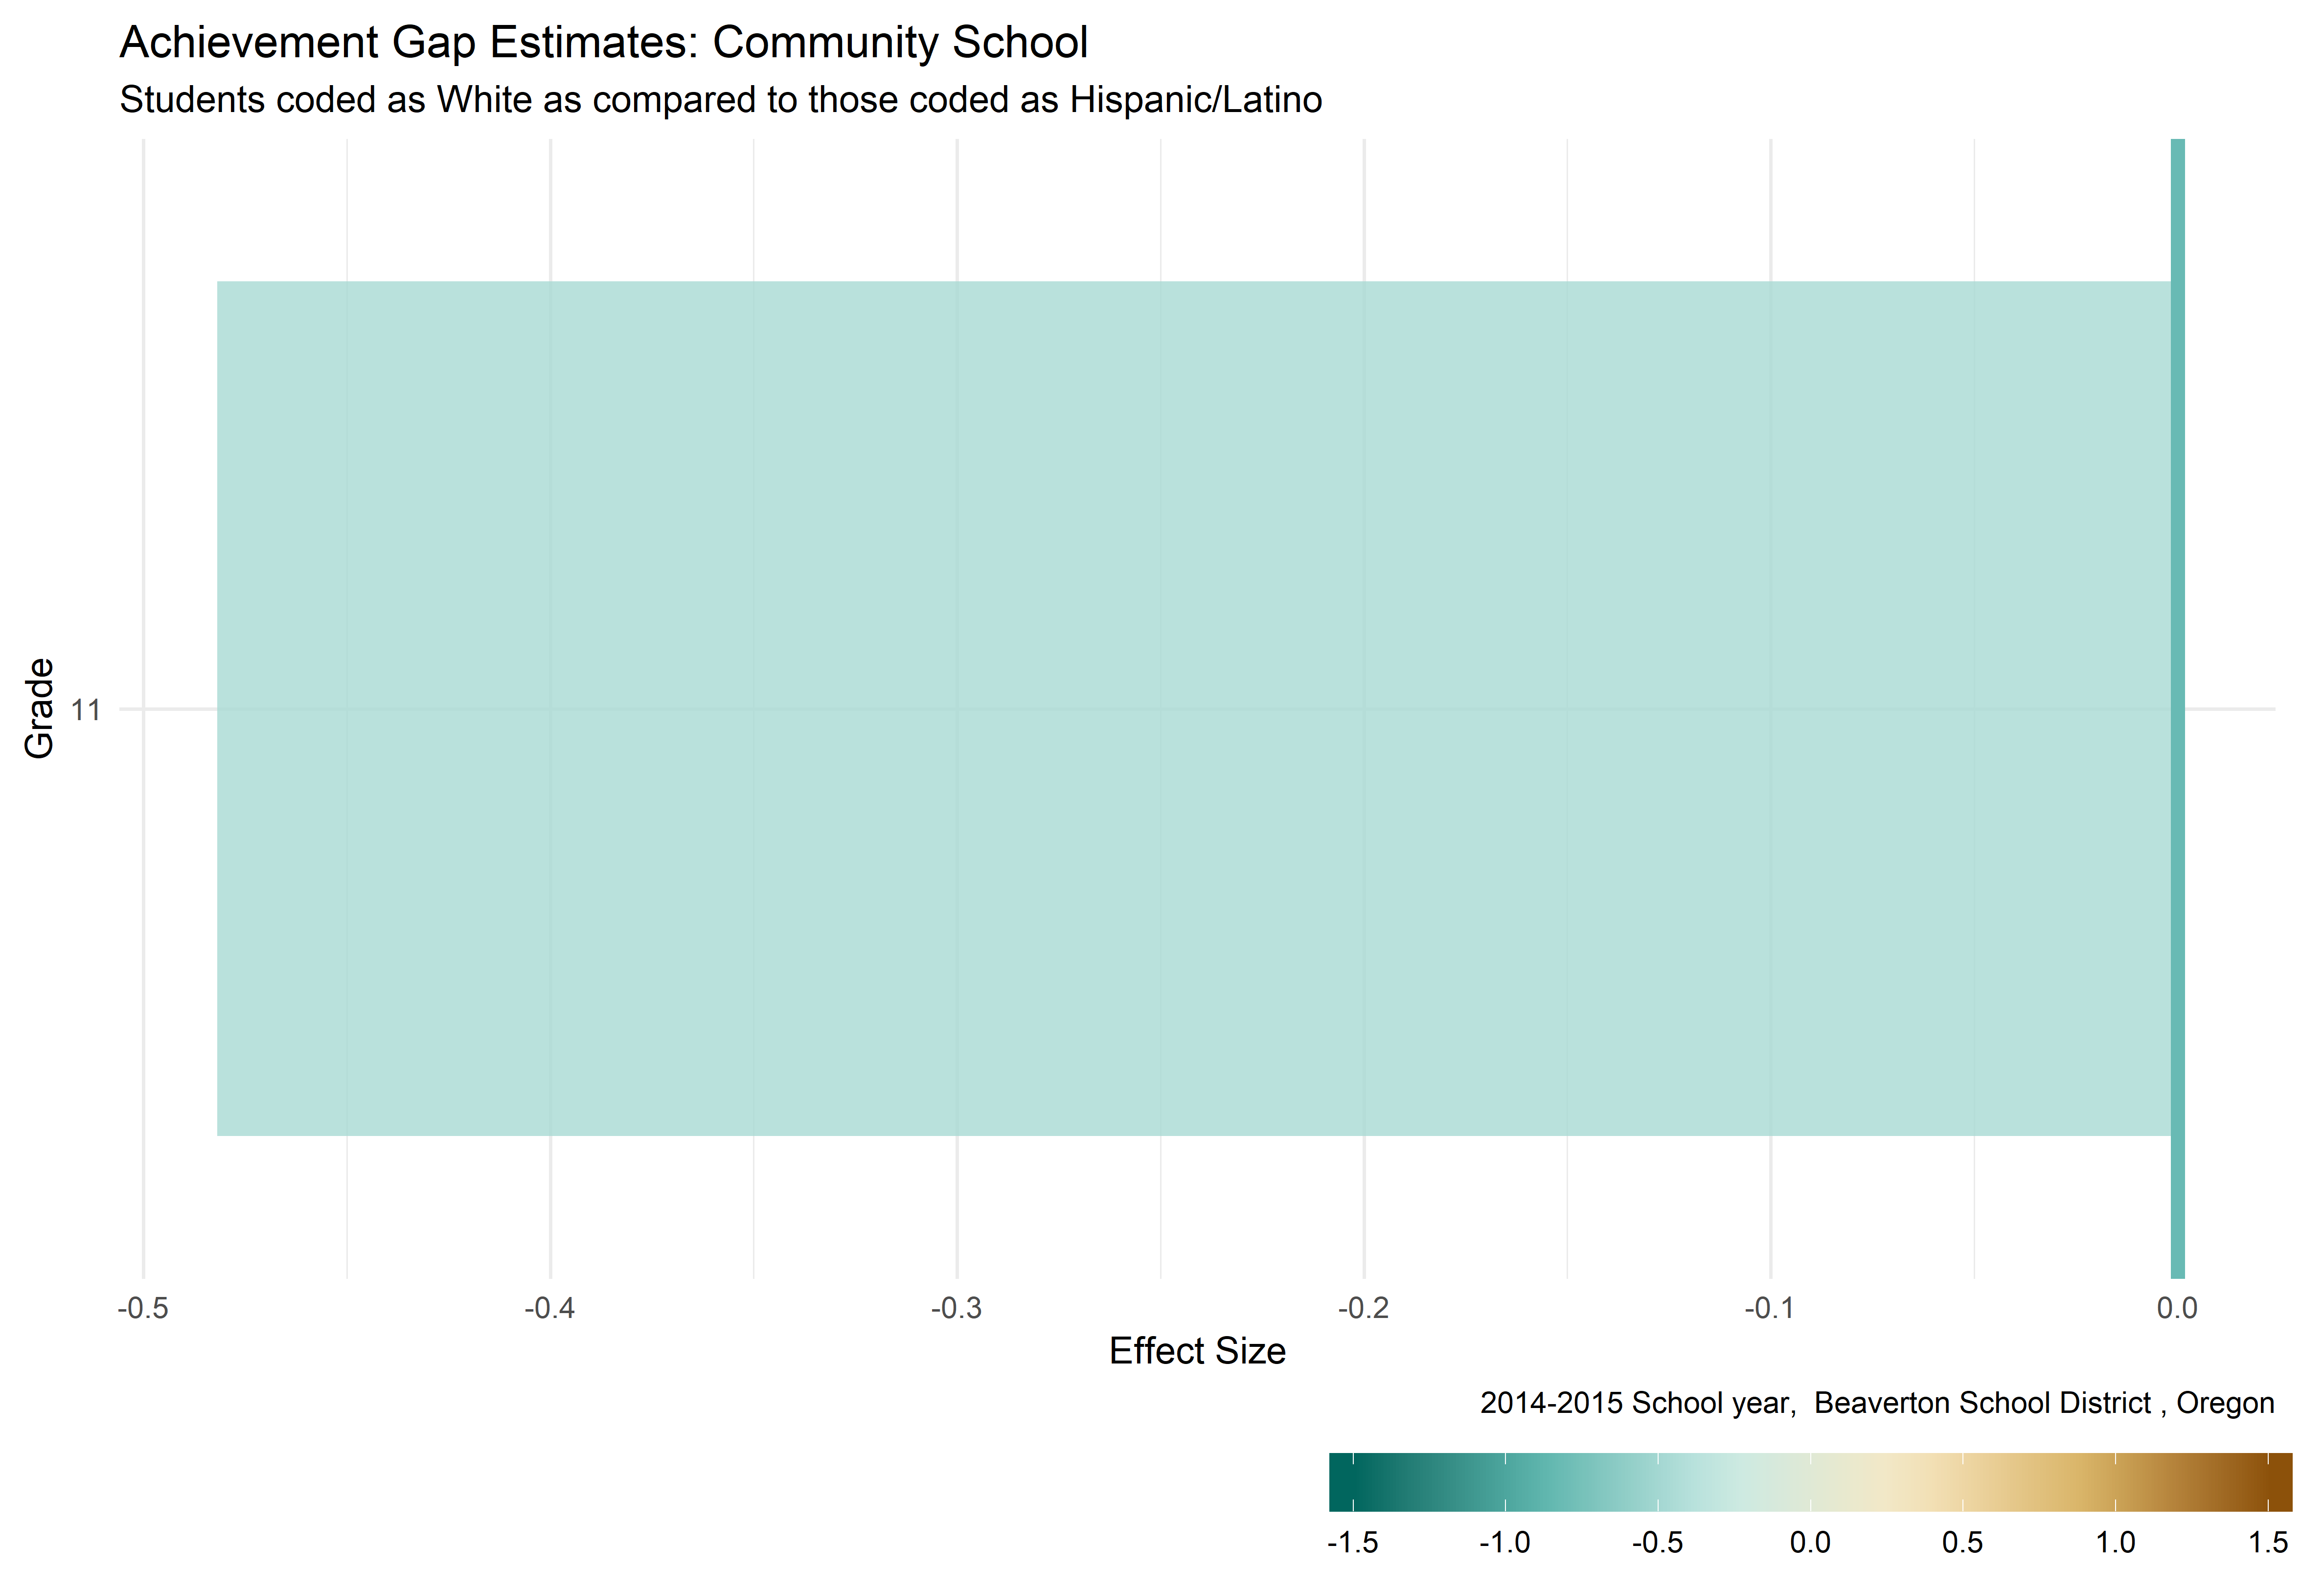 Achievement Gap Estimates: Community School
Students coded as White as compared to those coded as Hispanic/Latino
Grade
11
-0.5 -0.4 -0.3 -0.2 -0.1 0.0
Effect Size
2014-2015 School year,  Beaverton School District , Oregon
-1.5 -1.0 -0.5 0.0 0.5 1.0 1.5